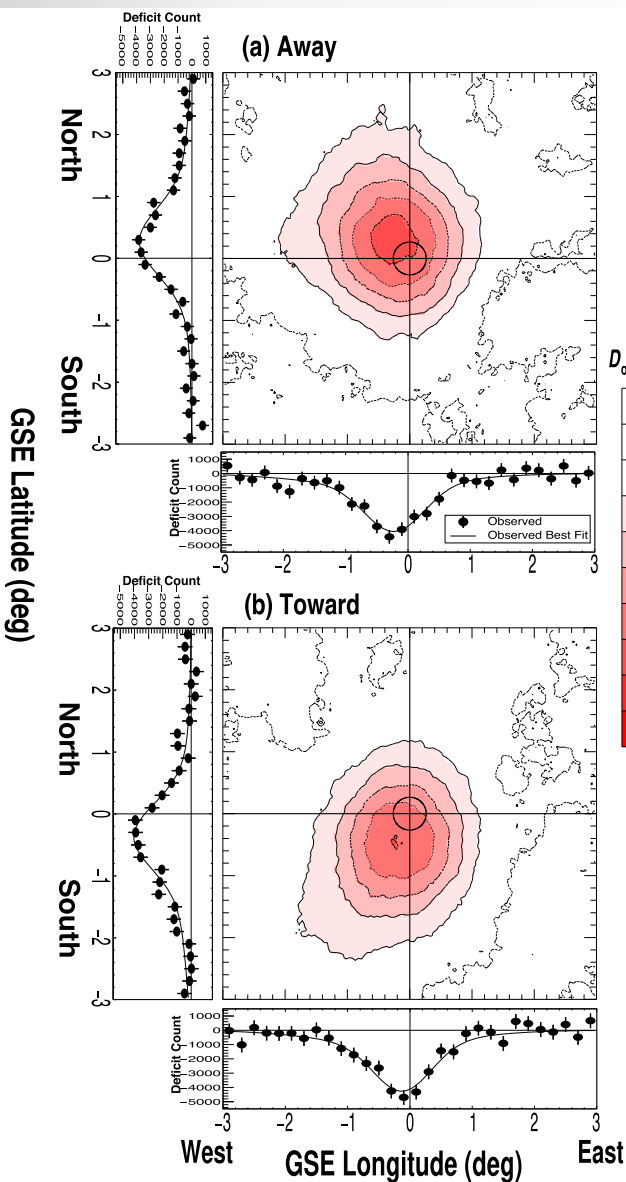 Deficit Count
-5000
-4000
-3000
-2000
-1000
0
1000
(a) Away
3
2
1
0
-1
-2
-3
North
South
Deficit Count
1000
0
-1000
-2000
-3000
-4000
-5000
Observed
Observed Best Fit
-3 -2 -1 0 1 2 3
GSE Latitude (deg)
Deficit Count
-5000
-4000
-3000
-2000
-1000
0
1000
(b) Toward
3
2
1
0
-1
-2
-3
North
South
Deficit Count
1000
0
-1000
-2000
-3000
-4000
-5000
-3 -2 -1 0 1 2 3
West GSE Longitude (deg) East